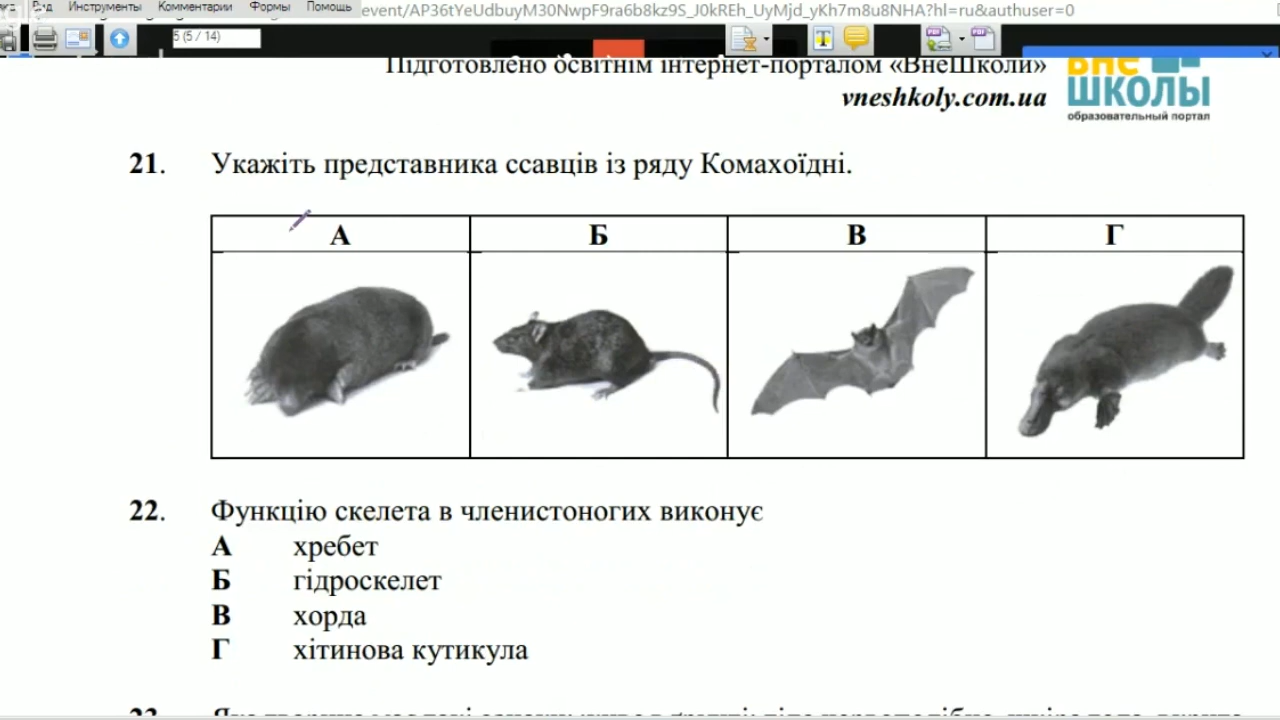 Вид Инструменты Комментарии Формы Помощь
event/AP36tYeUdbuyM30NwpF9ra6b8kz9S_J0kREh_UyMjd_yKh7m8u8NHA?hl=ru&authuser=0
5 (5 / 14)
Підготовлено освітнім інтернет-порталом «ВнеШколи»
vneshkoly.com.ua
ВНЕ
ШКОЛЫ
образовательный портал
21. Укажіть представника ссавців із ряду Комахоїдні.
А Б В Г
22. Функцію скелета в членистоногих виконує
А хребет
Б гідроскелет
В хорда
Г хітинова кутикула